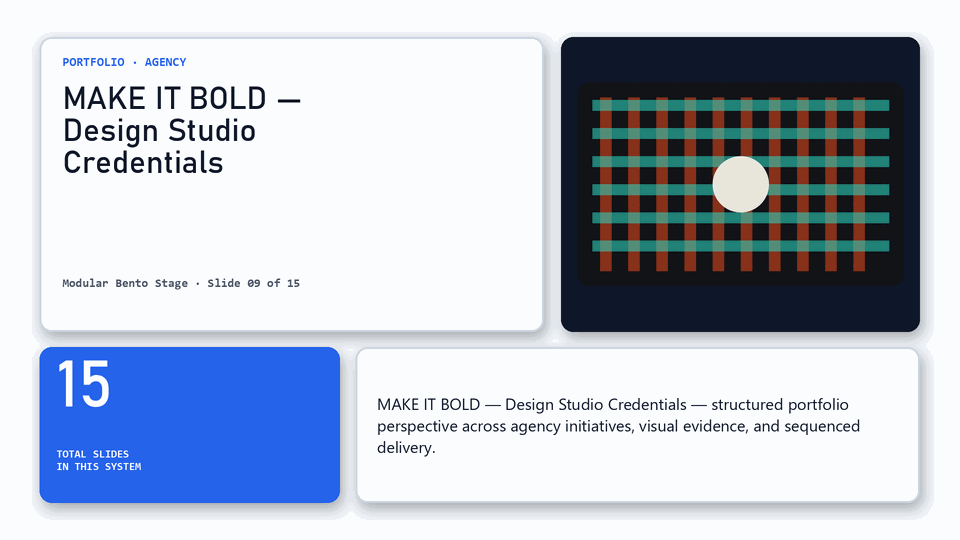 PORTFOLIO · AGENCY
MAKE IT BOLD —
Design Studio
Credentials
Modular Bento Stage · Slide 09 of 15
15
TOTAL SLIDES
IN THIS SYSTEM
MAKE IT BOLD — Design Studio Credentials — structured portfolio
perspective across agency initiatives, visual evidence, and sequenced
delivery.